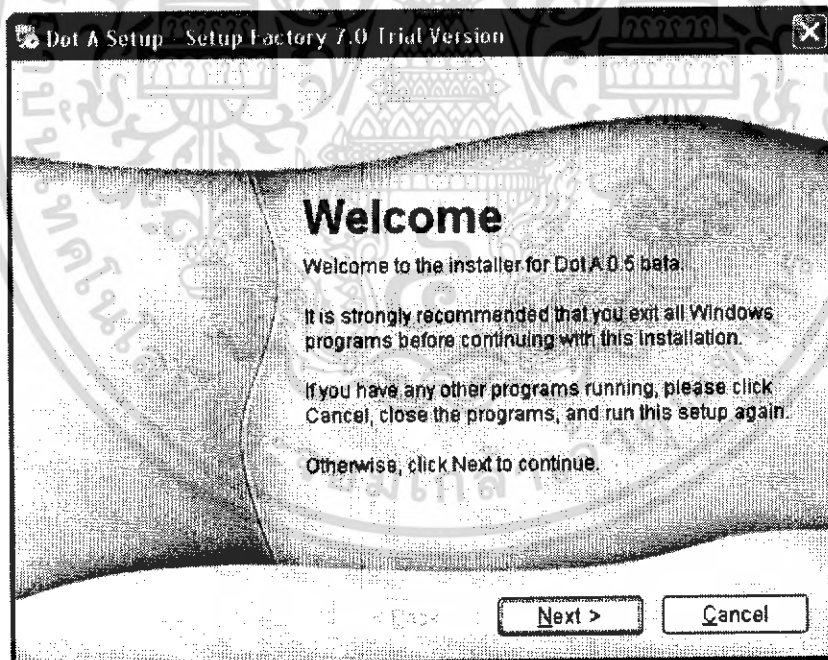 Dot A Setup - Setup Factory 7.0 Trial Version
Welcome
Welcome to the installer for Dot A 0.5 beta.
It is strongly recommended that you exit all Windows
programs before continuing with this installation.
If you have any other programs running, please click
Cancel, close the programs, and run this setup again.
Otherwise, click Next to continue.
< Back
Next >
Cancel